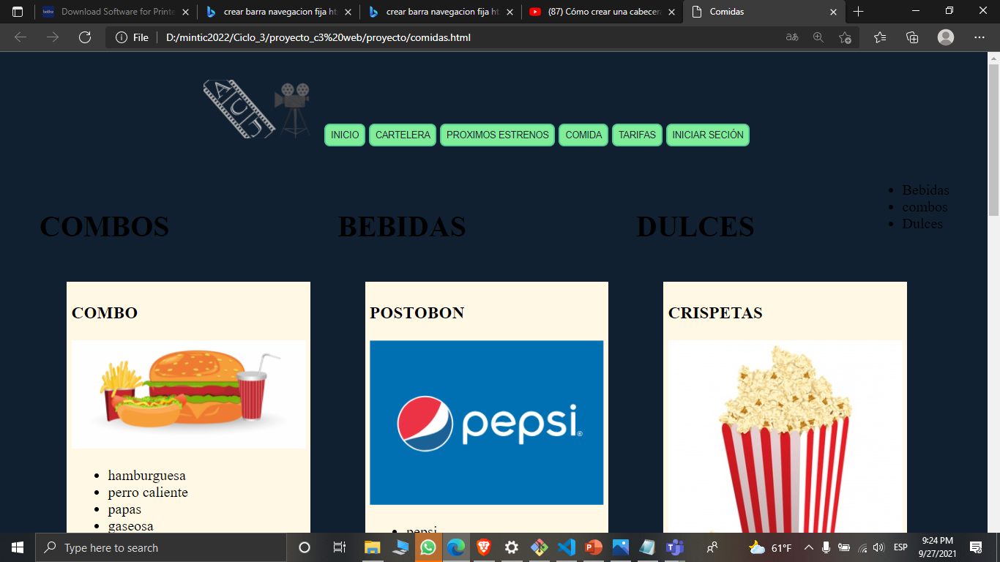 Download Software for Printe
crear barra navegacion fija ht
crear barra navegacion fija ht
(87) Cómo crear una cabecera
Comidas
File
D:/mintic2022/Ciclo_3/proyecto_c3%20web/proyecto/comidas.html
AUD
INICIO
CARTELERA
PROXIMOS ESTRENOS
COMIDA
TARIFAS
INICIAR SECIÓN
Bebidas
combos
Dulces
COMBOS
BEBIDAS
DULCES
COMBO
POSTOBON
CRISPETAS
pepsi
hamburguesa
perro caliente
papas
gaseosa
pepsi
Type here to search
61°F
ESP
9:24 PM
9/27/2021